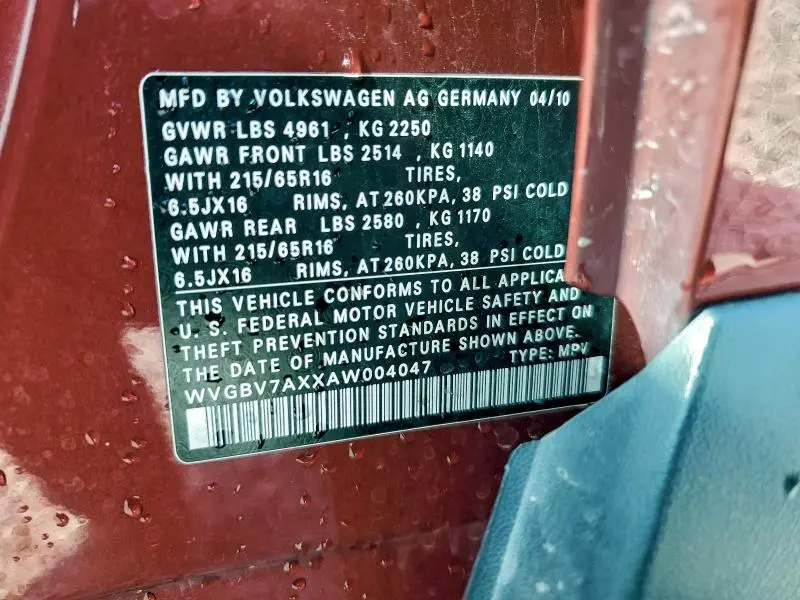 MFD BY VOLKSWAGEN AG GERMANY 04/10
GVWR LBS 4961 , KG 2250
GAWR FRONT LBS 2514 , KG 1140
WITH 215/65R16 TIRES,
6.5JX16 RIMS, AT 260KPA, 38 PSI COLD
GAWR REAR LBS 2580 , KG 1170
WITH 215/65R16 TIRES,
6.5JX16 RIMS, AT 260KPA, 38 PSI COLD
THIS VEHICLE CONFORMS TO ALL APPLICA
U. S. FEDERAL MOTOR VEHICLE SAFETY AND
THEFT PREVENTION STANDARDS IN EFFECT ON
THE DATE OF MANUFACTURE SHOWN ABOVE.
WVGBV7AXXAW004047 TYPE: MPV